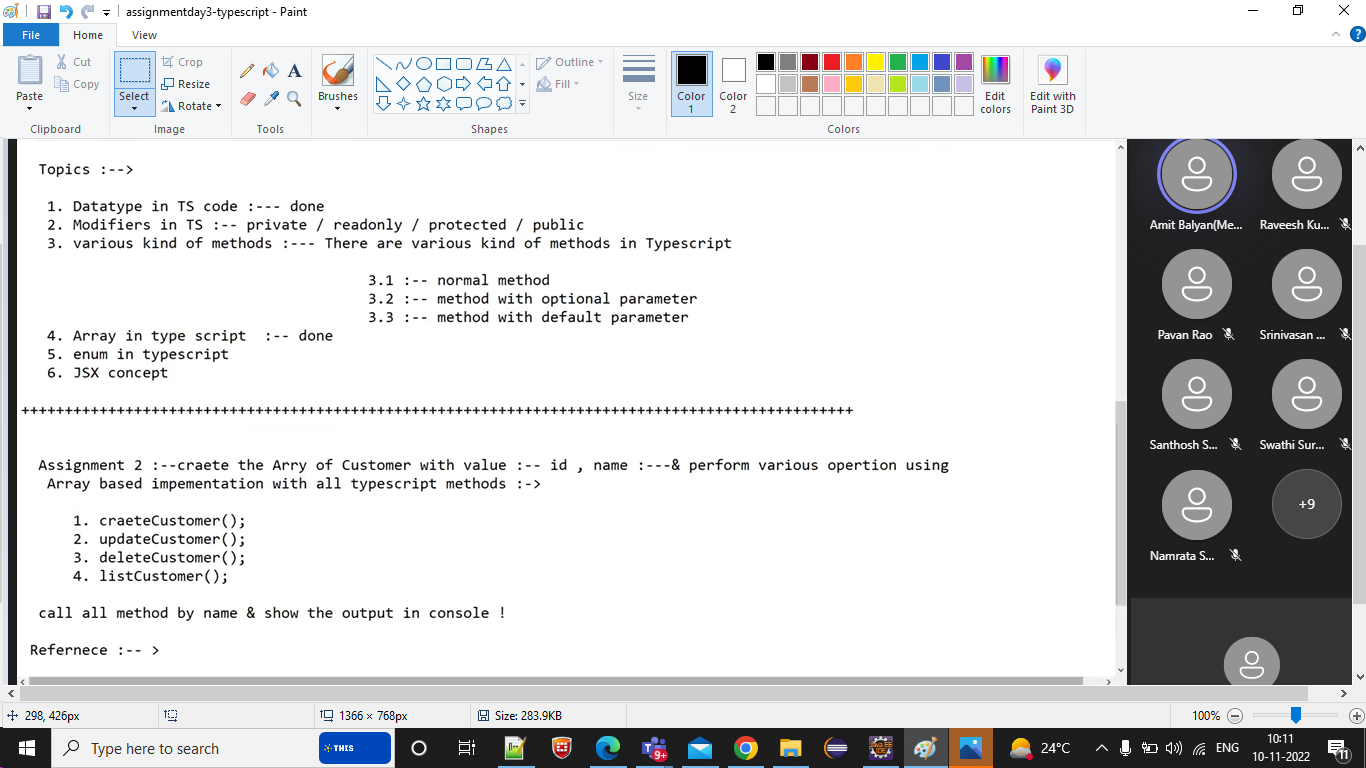 assignmentday3-typescript - Paint
File Home View
Paste
Cut
Copy
Clipboard
Select
Crop
Resize
Rotate
Image
A
Tools
Brushes
Outline
Fill
Shapes
Size
Color 1
Color 2
Edit colors
Colors
Edit with Paint 3D
Topics :-->
1. Datatype in TS code :--- done
2. Modifiers in TS :-- private / readonly / protected / public
3. various kind of methods :--- There are various kind of methods in Typescript
3.1 :-- normal method
3.2 :-- method with optional parameter
3.3 :-- method with default parameter
4. Array in type script :-- done
5. enum in typescript
6. JSX concept
++++++++++++++++++++++++++++++++++++++++++++++++++++++++++++++++++++++++++++++++++++++++++++++++
Assignment 2 :--craete the Arry of Customer with value :-- id , name :---& perform various opertion using
Array based impementation with all typescript methods :->
1. craeteCustomer();
2. updateCustomer();
3. deleteCustomer();
4. listCustomer();
call all method by name & show the output in console !
Refernece :-- >
Amit Balyan(Me... Raveesh Ku...
Pavan Rao Srinivasan ...
Santhosh S... Swathi Sur...
+9
Namrata S...
298, 426px
1366 × 768px
Size: 283.9KB
100%
Type here to search
THIS
9+
24°C
ENG
10:11
10-11-2022
11